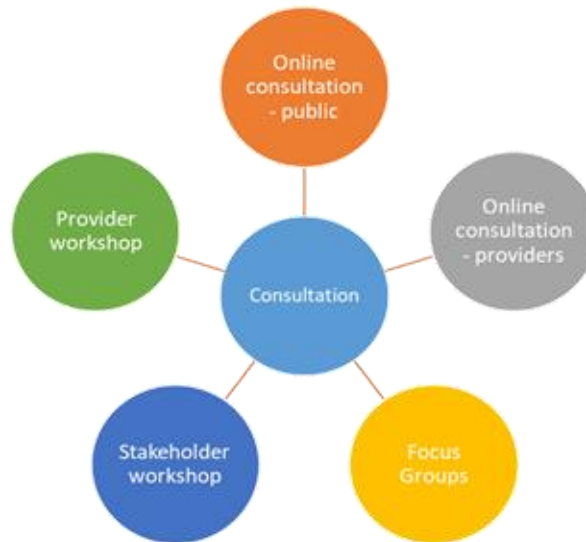 Online
consultation
- public
Provider
workshop
Online
consultation
- providers
Consultation
Stakeholder
workshop
Focus
Groups